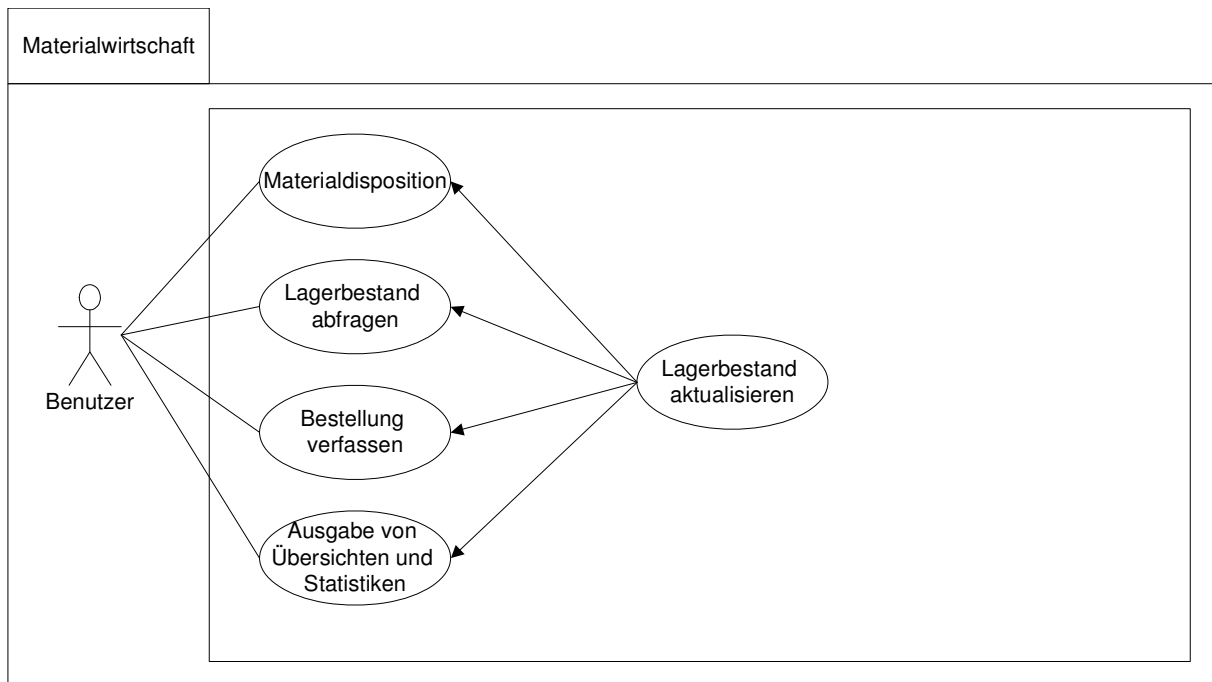 Materialwirtschaft
Materialdisposition
Lagerbestand
abfragen
Benutzer
Lagerbestand
aktualisieren
Bestellung
verfassen
Ausgabe von
Übersichten und
Statistiken